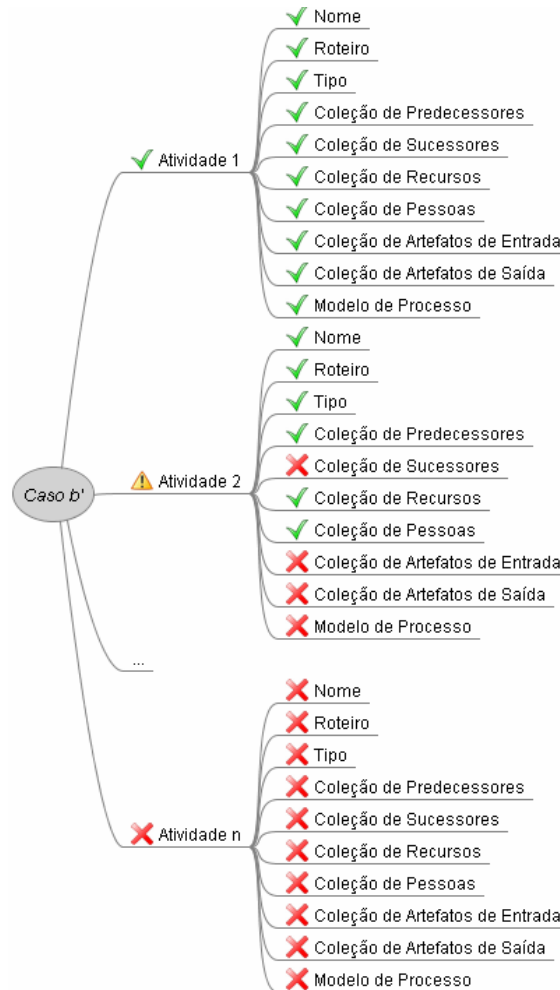 Nome
Roteiro
Tipo
Coleção de Predecessores
Coleção de Sucessores
Atividade 1
Coleção de Recursos
Coleção de Pessoas
Coleção de Artefatos de Entrada
Coleção de Artefatos de Saída
Modelo de Processo
Nome
Roteiro
Tipo
Coleção de Predecessores
Coleção de Sucessores
Caso b'
Atividade 2
Coleção de Recursos
Coleção de Pessoas
Coleção de Artefatos de Entrada
Coleção de Artefatos de Saída
Modelo de Processo
...
Nome
Roteiro
Tipo
Coleção de Predecessores
Coleção de Sucessores
Atividade n
Coleção de Recursos
Coleção de Pessoas
Coleção de Artefatos de Entrada
Coleção de Artefatos de Saída
Modelo de Processo